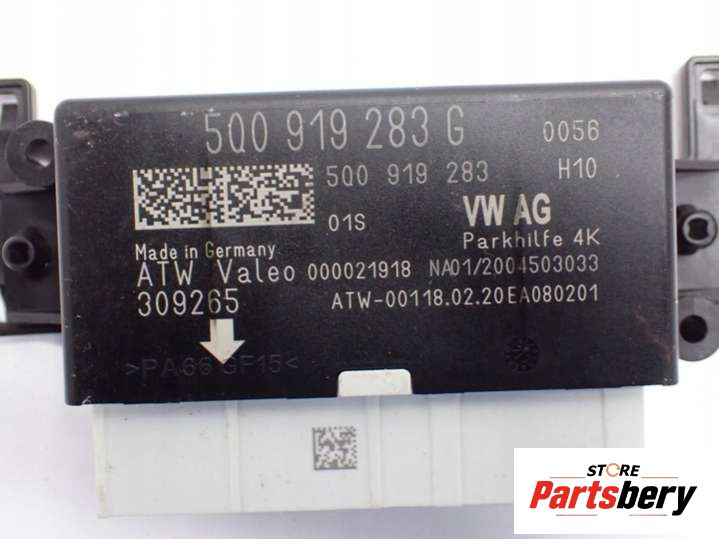 5Q0 919 283 G
0056
5Q0 919 283
H10
01S
VW AG
Parkhilfe 4K
Made in Germany
ATW Valeo 000021918 NA01/2004503033
309265
ATW-00118.02.20EA080201
>PA66 GF15<
STORE
Partsbery